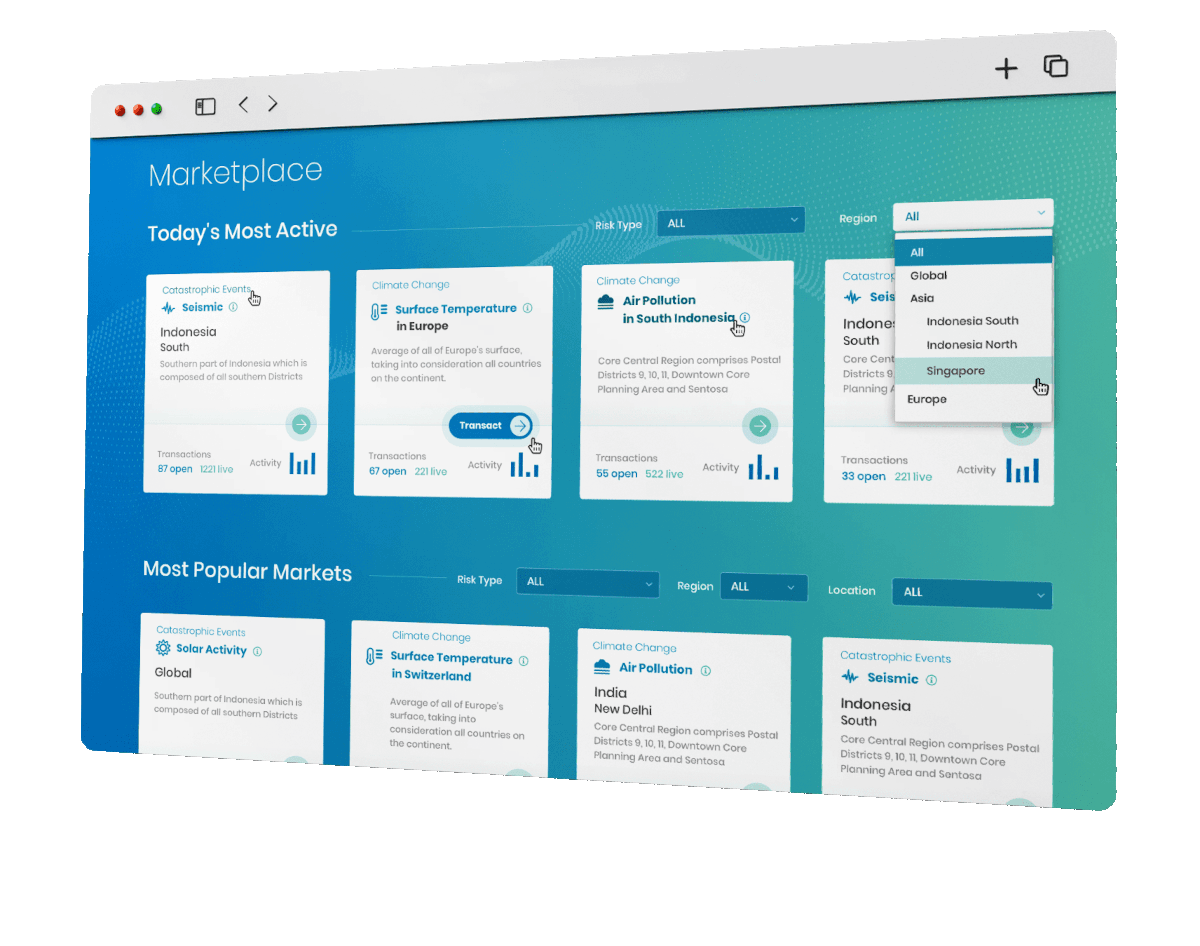 Marketplace
Today's Most Active
Risk Type
ALL
Region
All
All
Global
Asia
Indonesia South
Indonesia North
Singapore
Europe
Catastrophic Events
Seismic
Indonesia
South
Southern part of Indonesia which is
composed of all southern Districts
Transactions
87 open 1221 live
Activity
Climate Change
Surface Temperature
in Europe
Average of all of Europe's surface,
taking into consideration all countries
on the continent.
Transact
Transactions
67 open 221 live
Activity
Climate Change
Air Pollution
in South Indonesia
Core Central Region comprises Postal
Districts 9, 10, 11, Downtown Core
Planning Area and Sentosa
Transactions
55 open 522 live
Activity
Catastrop
Seis
Indones
South
Core Cent
Districts 9,
Planning A
Transactions
33 open 221 live
Activity
Most Popular Markets
Risk Type
ALL
Region
ALL
Location
ALL
Catastrophic Events
Solar Activity
Global
Southern part of Indonesia which is
composed of all southern Districts
Climate Change
Surface Temperature
in Switzerland
Average of all of Europe's
surface, taking into
consideration all countries on
the continent.
Climate Change
Air Pollution
India
New Delhi
Core Central Region comprises Postal
Districts 9, 10, 11, Downtown Core
Planning Area and Sentosa
Catastrophic Events
Seismic
Indonesia
South
Core Central Region comprises Postal
Districts 9, 10, 11, Downtown Core
Planning Area and Sentosa